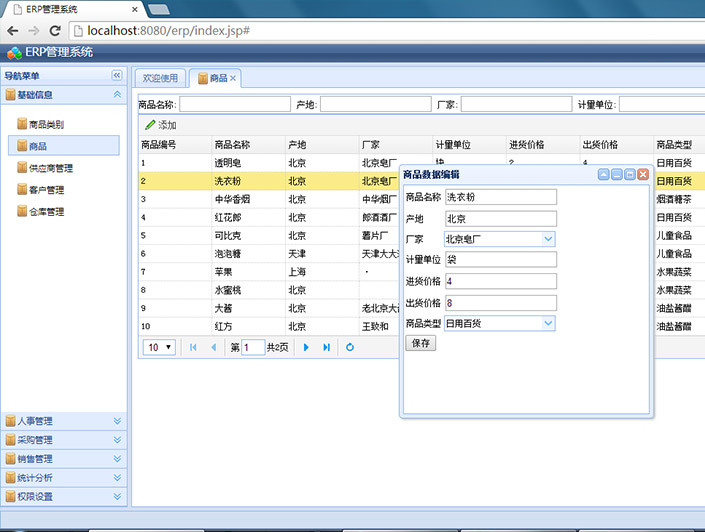 ERP管理系统
localhost:8080/erp/index.jsp#
ERP管理系统
导航菜单
基础信息
商品类别
商品
供应商管理
客户管理
仓库管理
人事管理
采购管理
销售管理
统计分析
权限设置
欢迎使用 商品
商品名称: 产地: 厂家: 计量单位:
添加
商品编号 商品名称 产地 厂家 计量单位 进货价格 出货价格 商品类型
1 透明皂 北京 北京皂厂 块 2 4 日用百货
2 洗衣粉 北京 北京皂厂 日用百货
3 中华香烟 北京 中华烟厂 烟酒糖茶
4 红花郎 北京 郎酒酒厂 日用百货
5 可比克 北京 薯片厂 儿童食品
6 泡泡糖 天津 天津大大 儿童食品
7 苹果 上海 · 水果蔬菜
8 水蜜桃 北京 水果蔬菜
9 大酱 北京 老北京大 油盐酱醋
10 红方 北京 王致和 油盐酱醋
10 第 1 共2页
商品数据编辑
商品名称 洗衣粉
产地 北京
厂家 北京皂厂
计量单位 袋
进货价格 4
出货价格 8
商品类型 日用百货
保存